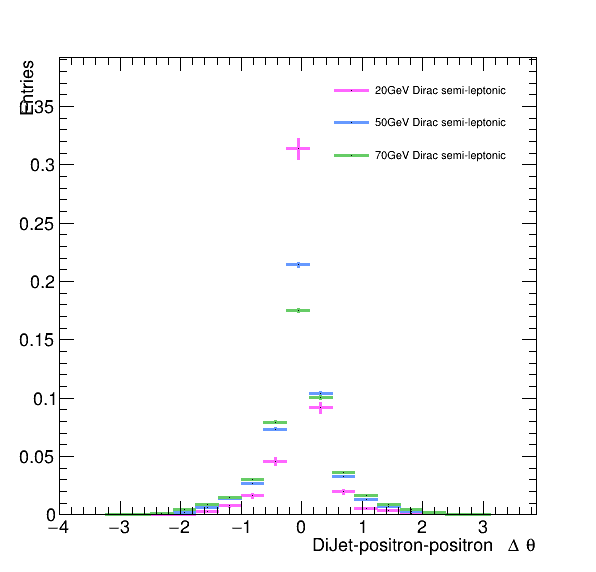 Entries
0.35
0.3
0.25
0.2
0.15
0.1
0.05
0
20GeV Dirac semi-leptonic
50GeV Dirac semi-leptonic
70GeV Dirac semi-leptonic
−4 −3 −2 −1 0 1 2 3
DiJet-positron-positron Δ θ